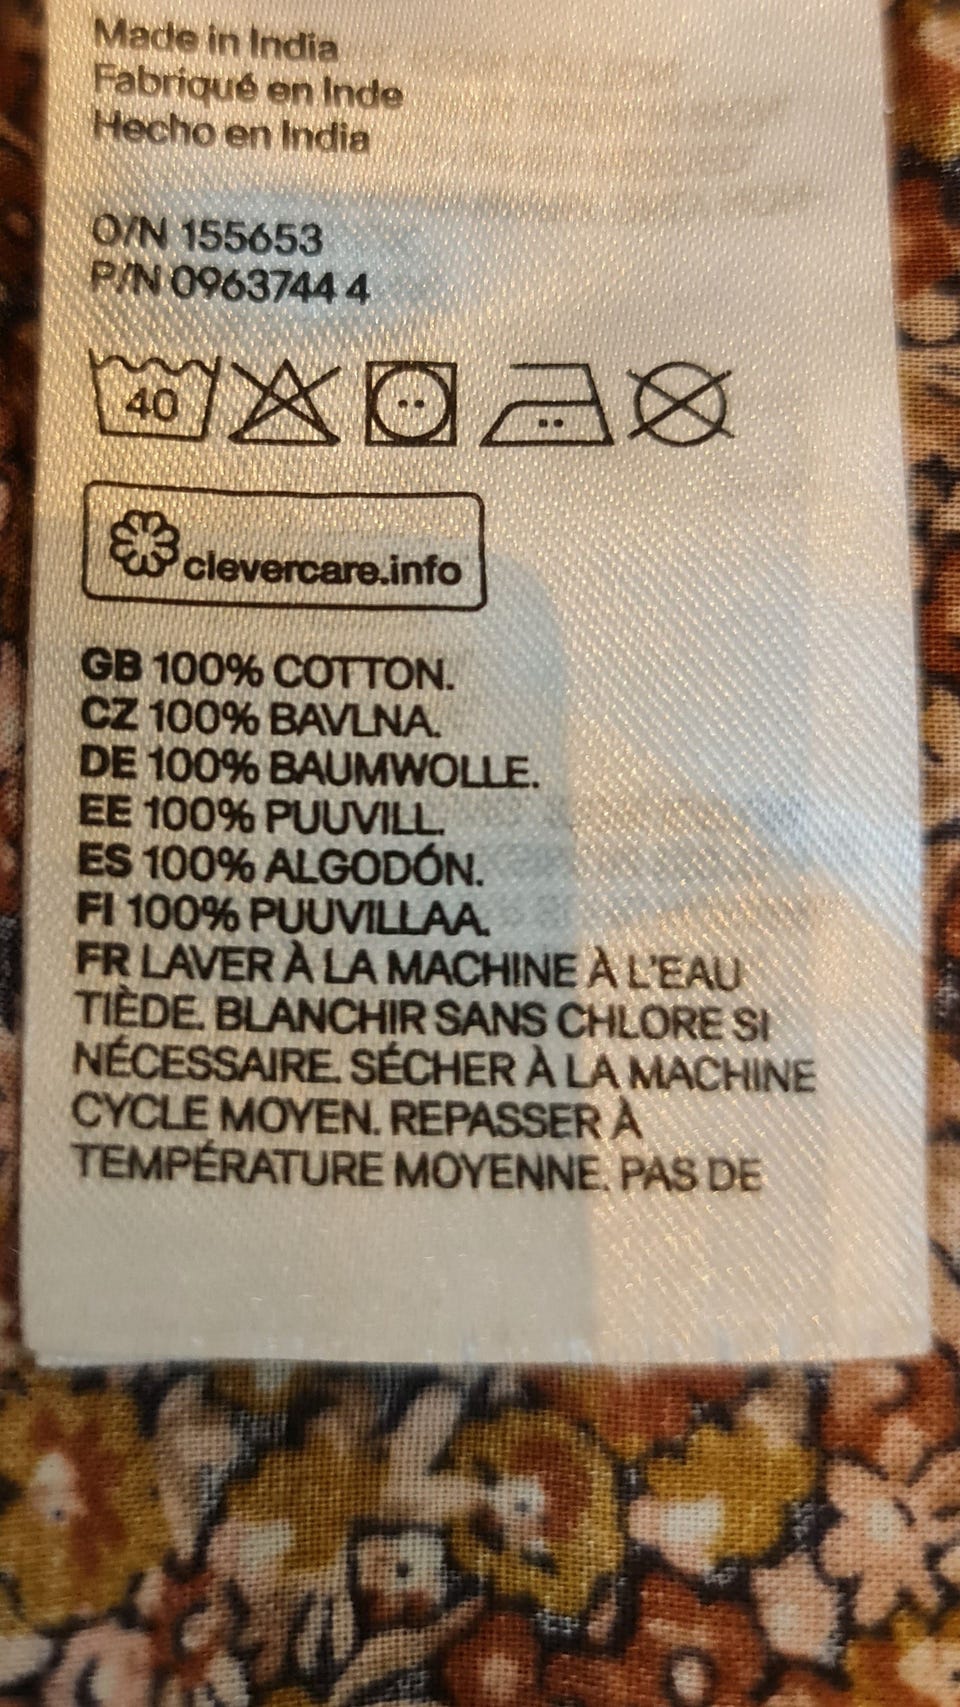 Made in India
Fabriqué en Inde
Hecho en India
O/N 155653
P/N 0963744 4
40
clevercare.info
GB 100% COTTON.
CZ 100% BAVLNA.
DE 100% BAUMWOLLE.
EE 100% PUUVILL.
ES 100% ALGODÓN.
FI 100% PUUVILLAA.
FR LAVER À LA MACHINE À L'EAU
TIÈDE. BLANCHIR SANS CHLORE SI
NÉCESSAIRE. SÉCHER À LA MACHINE
CYCLE MOYEN. REPASSER À
TEMPÉRATURE MOYENNE. PAS DE